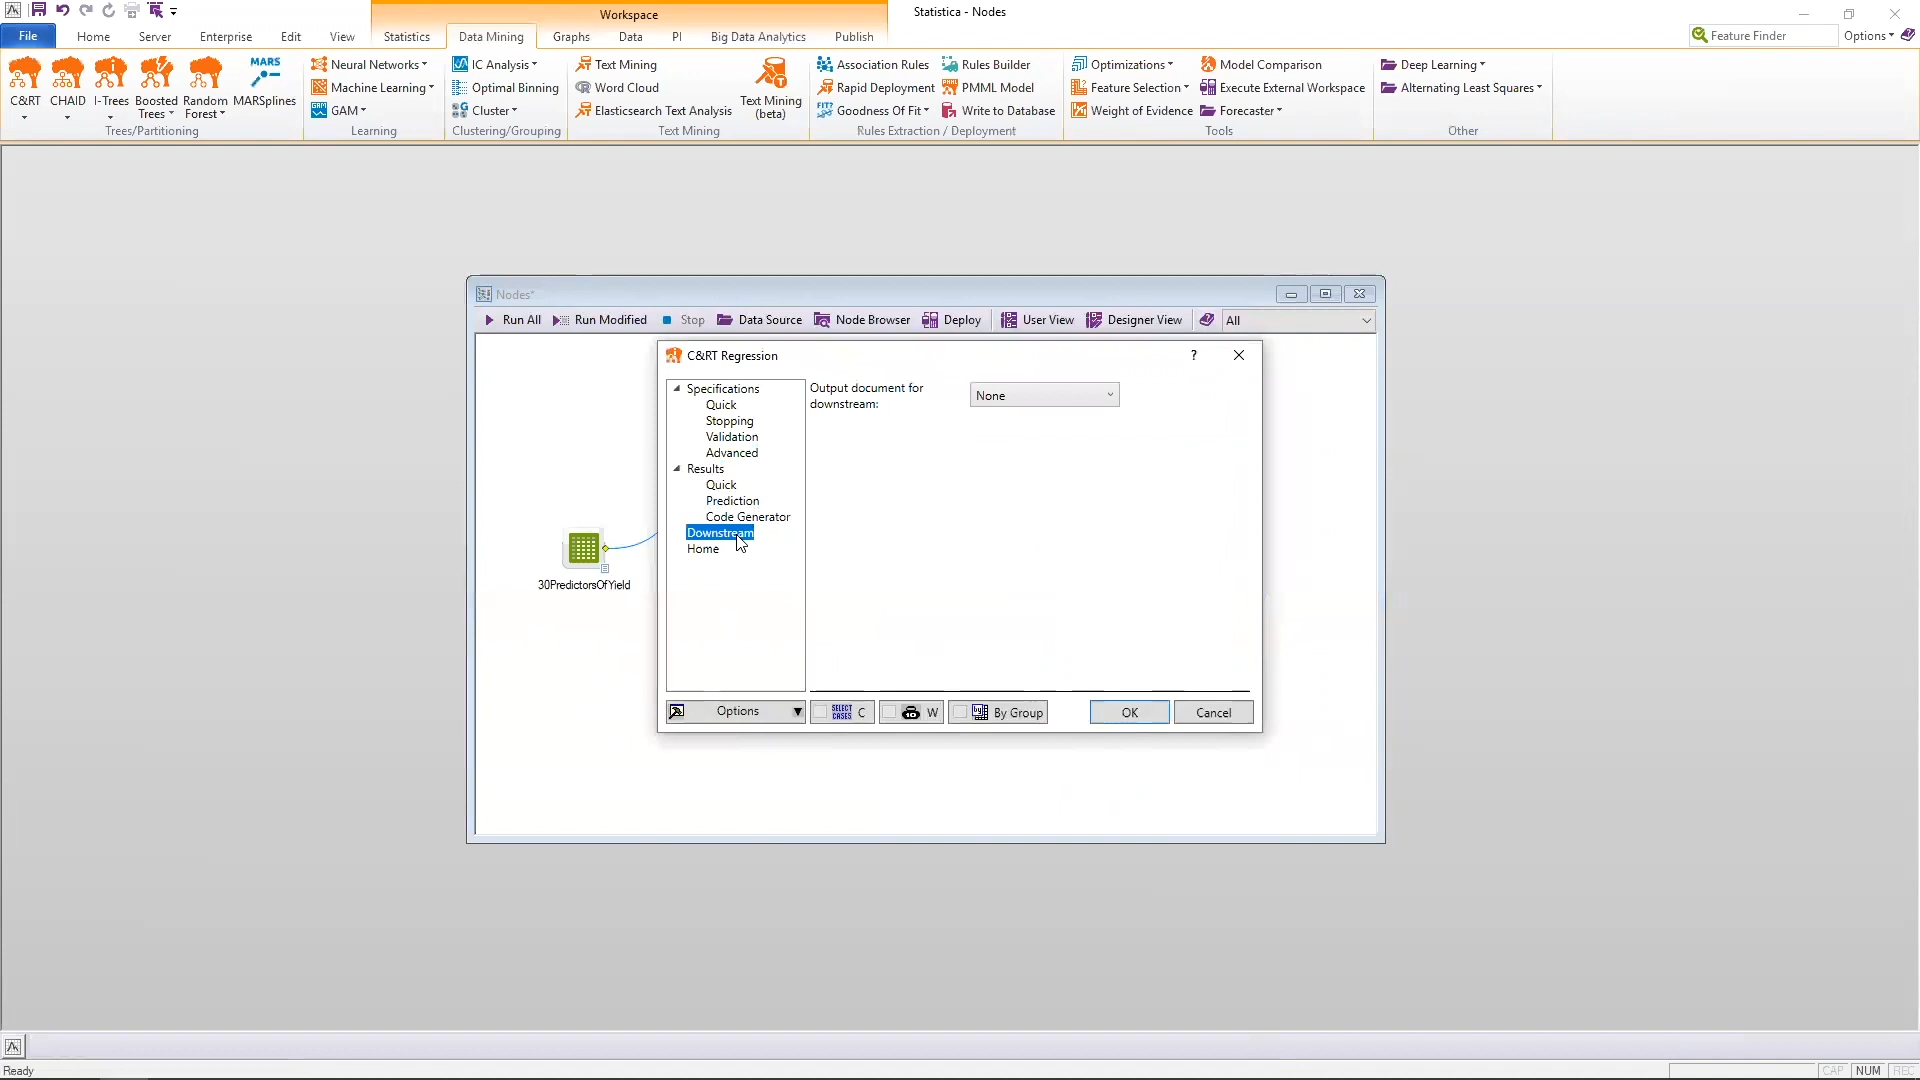 Workspace
Statistica - Nodes
File
Home
Server
Enterprise
Edit
View
Statistics
Data Mining
Graphs
Data
PI
Big Data Analytics
Publish
Feature Finder
Options
C&RT
CHAID
I-Trees
Boosted Trees
Random Forest
MARS
MARSplines
Trees/Partitioning
Neural Networks
Machine Learning
GAM
Learning
IC Analysis
Optimal Binning
Cluster
Clustering/Grouping
Text Mining
Word Cloud
Elasticsearch Text Analysis
Text Mining (beta)
Text Mining
Association Rules
Rapid Deployment
FIT?
Goodness Of Fit
Rules Builder
PMML Model
Write to Database
Rules Extraction / Deployment
Optimizations
Feature Selection
Weight of Evidence
Model Comparison
Execute External Workspace
Forecaster
Tools
Deep Learning
Alternating Least Squares
Other
Nodes*
Run All
Run Modified
Stop
Data Source
Node Browser
Deploy
User View
Designer View
All
C&RT Regression
?
Specifications
Quick
Stopping
Validation
Advanced
Results
Quick
Prediction
Code Generator
Downstream
Home
Output document for
downstream:
None
30PredictorsOfYield
Options
SELECT CASES C
W
By Group
OK
Cancel
Ready
CAP
NUM
REC